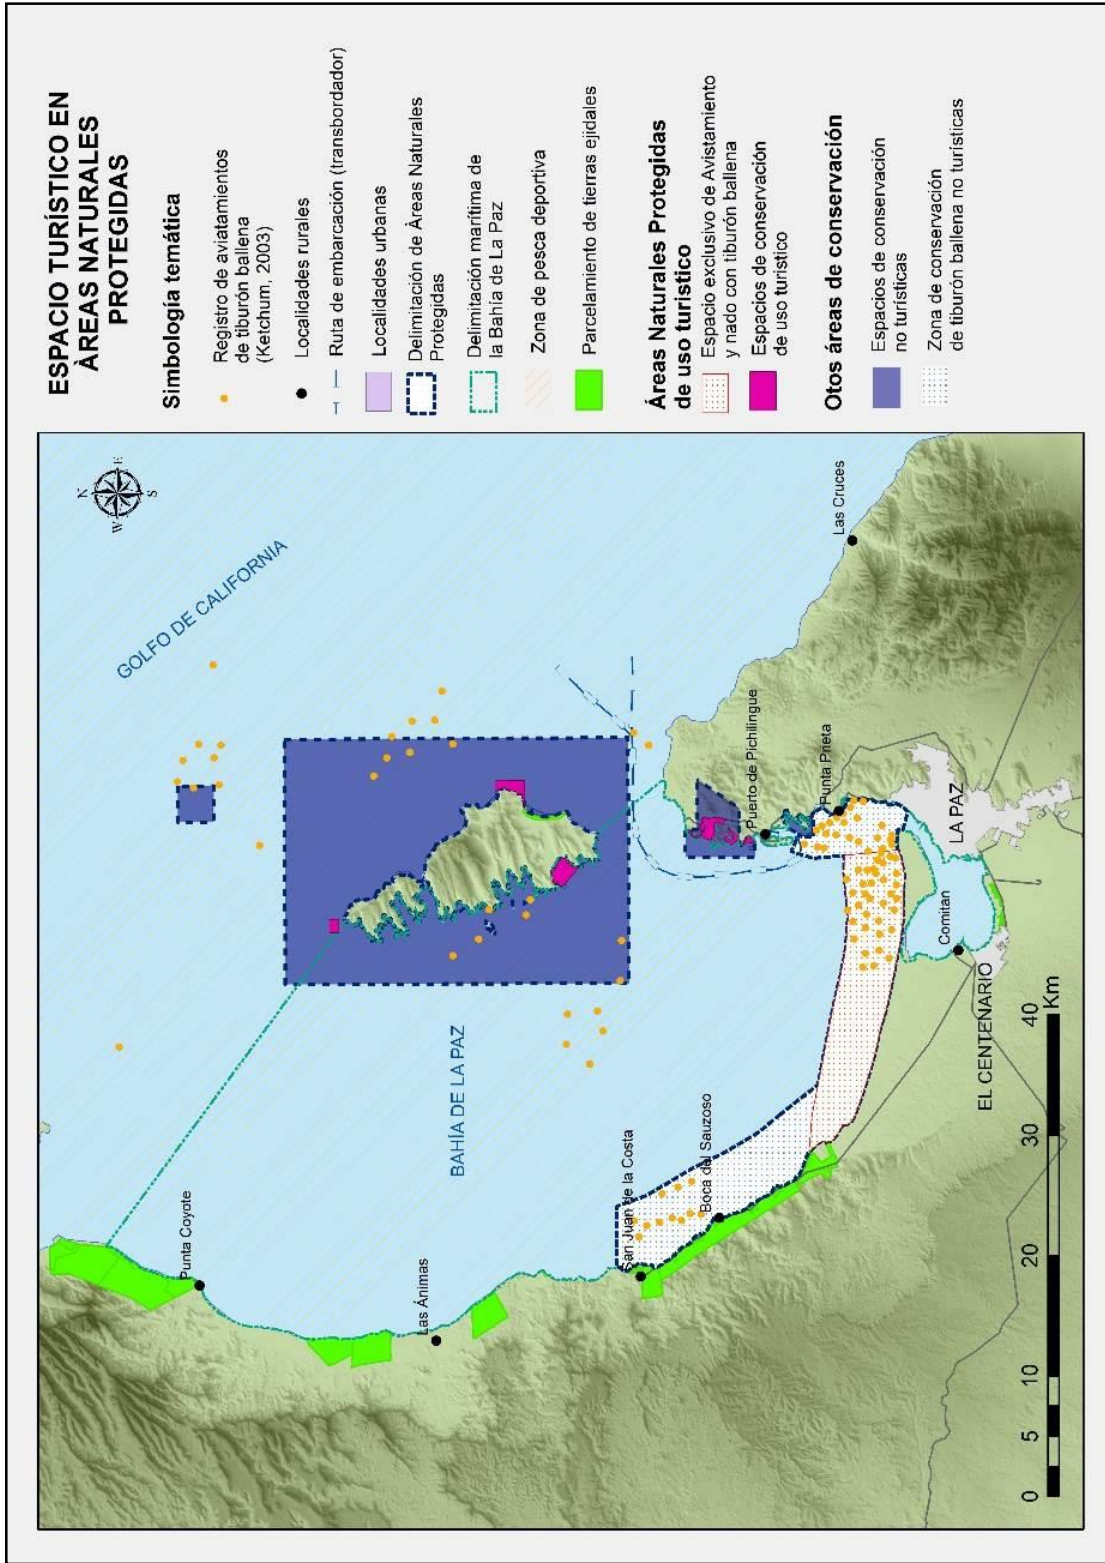 ESPACIO TURÍSTICO EN
ÀREAS NATURALES
PROTEGIDAS
Simbología temática
Registro de aviatamientos
de tiburón ballena
(Ketchum, 2003)
Localidades rurales
Ruta de embarcación (transbordador)
Localidades urbanas
Delimitación de Àreas Naturales
Protegidas
Delimitación marítima de
la Bahía de La Paz
Zona de pesca deportiva
Parcelamiento de tierras ejidales
Áreas Naturales Protegidas
de uso turístico
Espacio exclusivo de Avistamiento
y nado con tiburón ballena
Espacios de conservación
de uso turístico
Otos áreas de conservación
Espacios de conservación
no turísticas
Zona de conservación
de tiburón ballena no turísticas
N
W
E
S
GOLFO DE CALIFORNIA
Punta Coyote
BAHÍA DE LA PAZ
Las Ánimas
San Juan de la Costa
Boca del Sauzoso
Puerto de Pichilingue
Punta Prieta
Las Cruces
LA PAZ
Comitan
EL CENTENARIO
0 5 10 20 30 40
Km